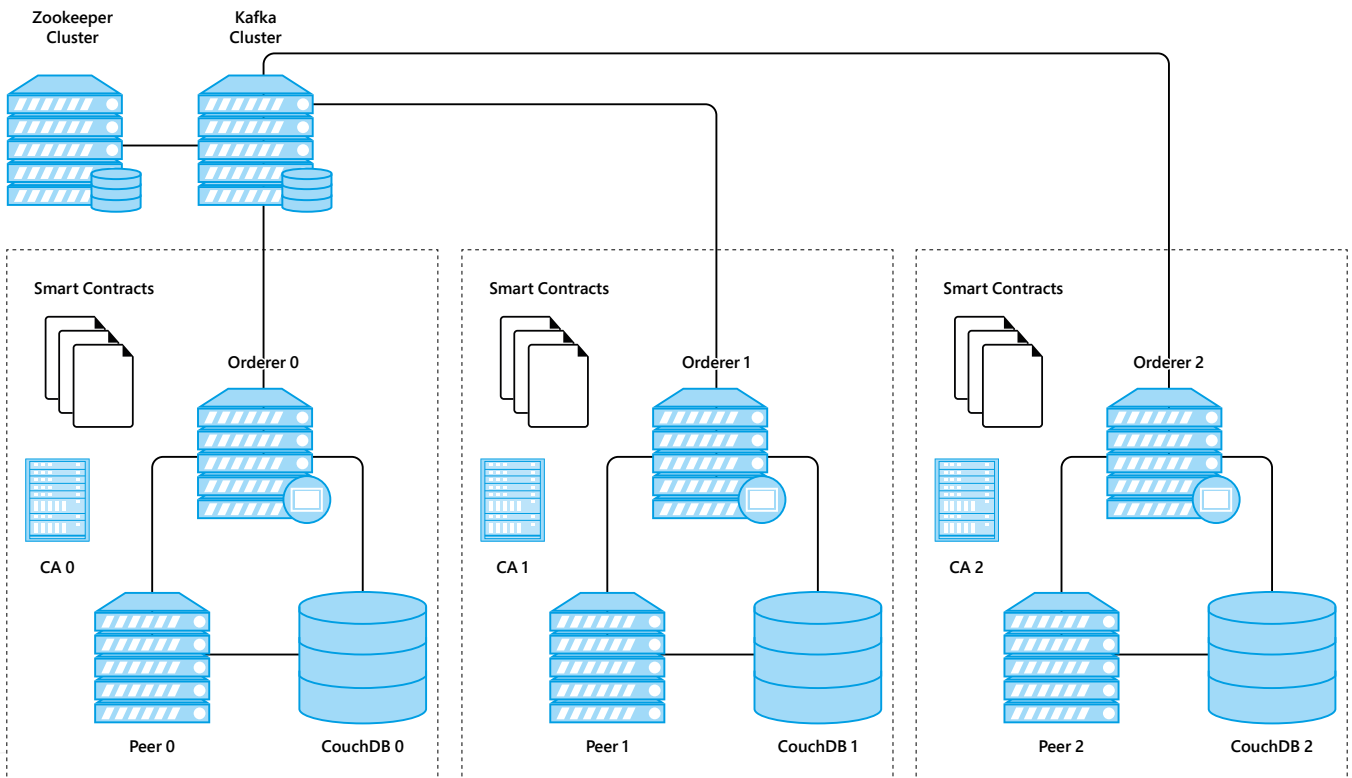 Zookeeper
Cluster
Kafka
Cluster
Smart Contracts
Orderer 0
CA 0
Peer 0
CouchDB 0
Smart Contracts
Orderer 1
CA 1
Peer 1
CouchDB 1
Smart Contracts
Orderer 2
CA 2
Peer 2
CouchDB 2